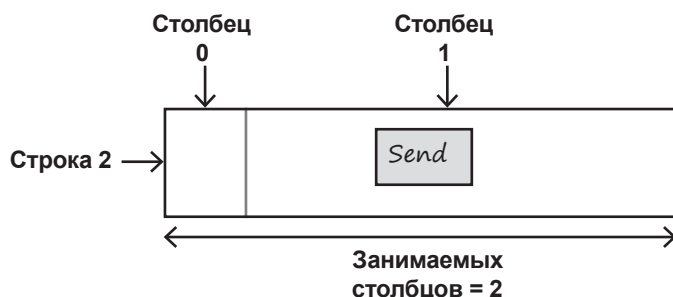 Столбец
0
Столбец
1
Строка 2
Send
Занимаемых
столбцов = 2